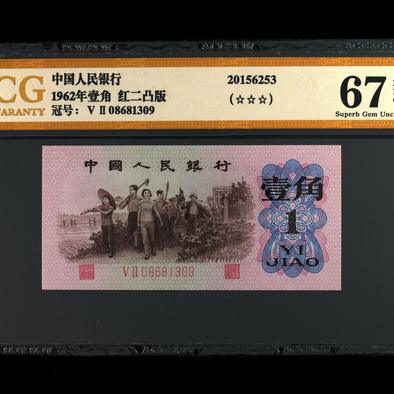 CG
WARRANTY
中国人民银行
1962年壹角 红二凸版
冠号: V II 08681309
20156253
(☆☆☆)
67
Superb Gem Unc
中國人民銀行
壹角
1
YI
JIAO
V II 08681309